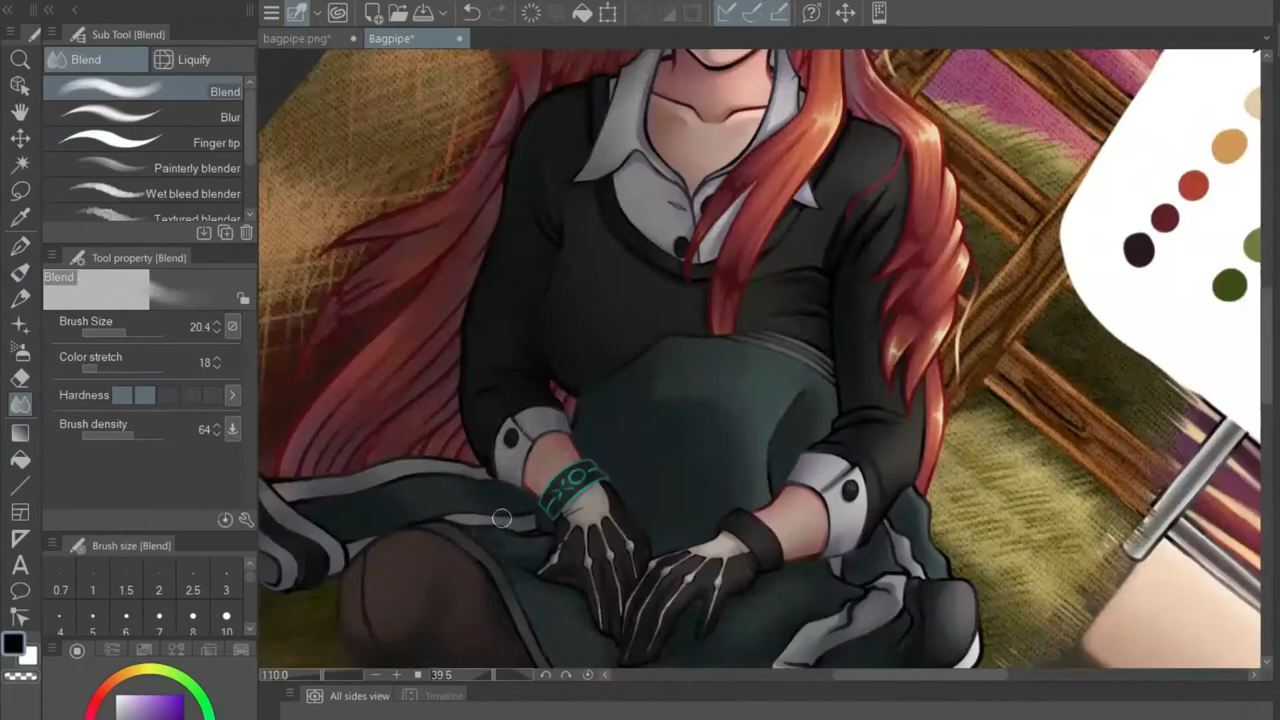 Sub Tool [Blend]
bagpipe.png*
Bagpipe*
Blend
Liquify
Blend
Blur
Finger tip
Painterly blender
Wet bleed blender
Textured blender
Tool property [Blend]
Blend
Brush Size 20.4
Color stretch 18
Hardness
Brush density 64
Brush size [Blend]
0.7 1 1.5 2 2.5 3
4 5 6 7 8 10
110.0
39.5
All sides view
Timeline